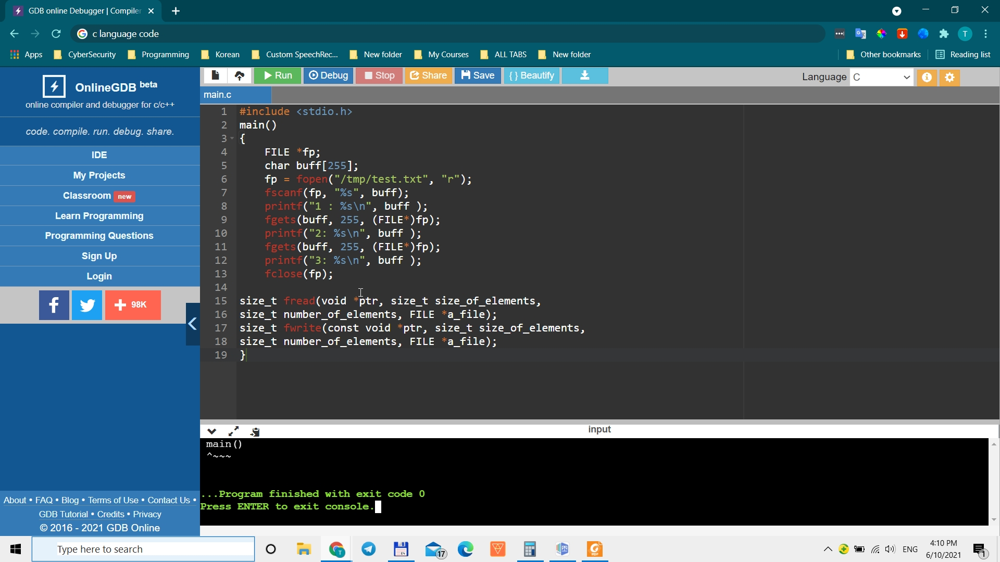 GDB online Debugger | Compiler
c language code
Apps CyberSecurity Programming Korean Custom SpeechRec... New folder My Courses ALL TABS New folder Other bookmarks Reading list
T
OnlineGDB beta
online compiler and debugger for c/c++
code. compile. run. debug. share.
IDE
My Projects
Classroom new
Learn Programming
Programming Questions
Sign Up
Login
f + 98K
About • FAQ • Blog • Terms of Use • Contact Us •
GDB Tutorial • Credits • Privacy
© 2016 - 2021 GDB Online
Run Debug Stop Share Save {} Beautify Language C
main.c
1 #include <stdio.h>
2 main()
3 {
4 FILE *fp;
5 char buff[255];
6 fp = fopen("/tmp/test.txt", "r");
7 fscanf(fp, "%s", buff);
8 printf("1 : %s\n", buff );
9 fgets(buff, 255, (FILE*)fp);
10 printf("2: %s\n", buff );
11 fgets(buff, 255, (FILE*)fp);
12 printf("3: %s\n", buff );
13 fclose(fp);
14
15 size_t fread(void *ptr, size_t size_of_elements,
16 size_t number_of_elements, FILE *a_file);
17 size_t fwrite(const void *ptr, size_t size_of_elements,
18 size_t number_of_elements, FILE *a_file);
19 }
input
main()
^~~~
...Program finished with exit code 0
Press ENTER to exit console.
Type here to search
T
17
PDF
ENG
4:10 PM
6/10/2021
1